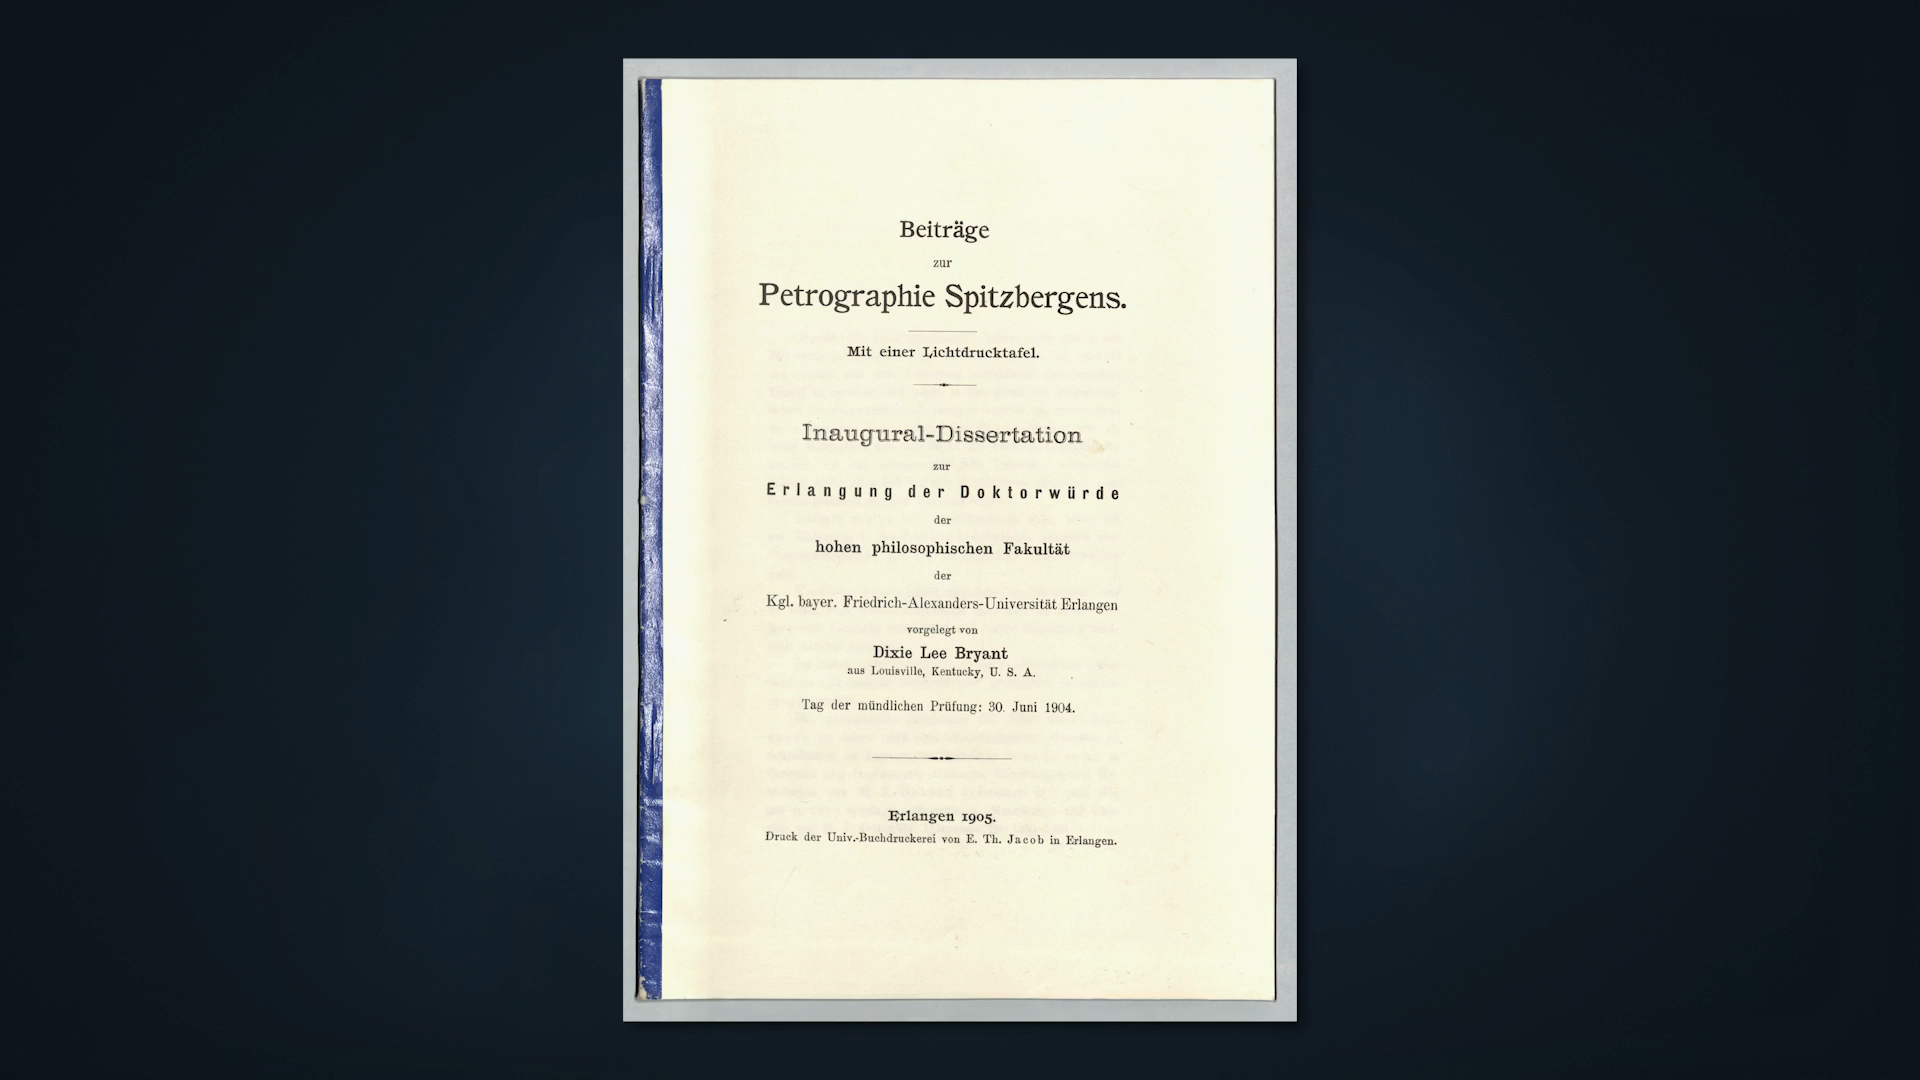 Beiträge
zur
Petrographie Spitzbergens.
Mit einer Lichtdrucktafel.
Inaugural-Dissertation
zur
Erlangung der Doktorwürde
der
hohen philosophischen Fakultät
der
Kgl. bayer. Friedrich-Alexanders-Universität Erlangen
vorgelegt von
Dixie Lee Bryant
aus Louisville, Kentucky, U. S. A.
Tag der mündlichen Prüfung: 30. Juni 1904.
Erlangen 1905.
Druck der Univ.-Buchdruckerei von E. Th. Jacob in Erlangen.